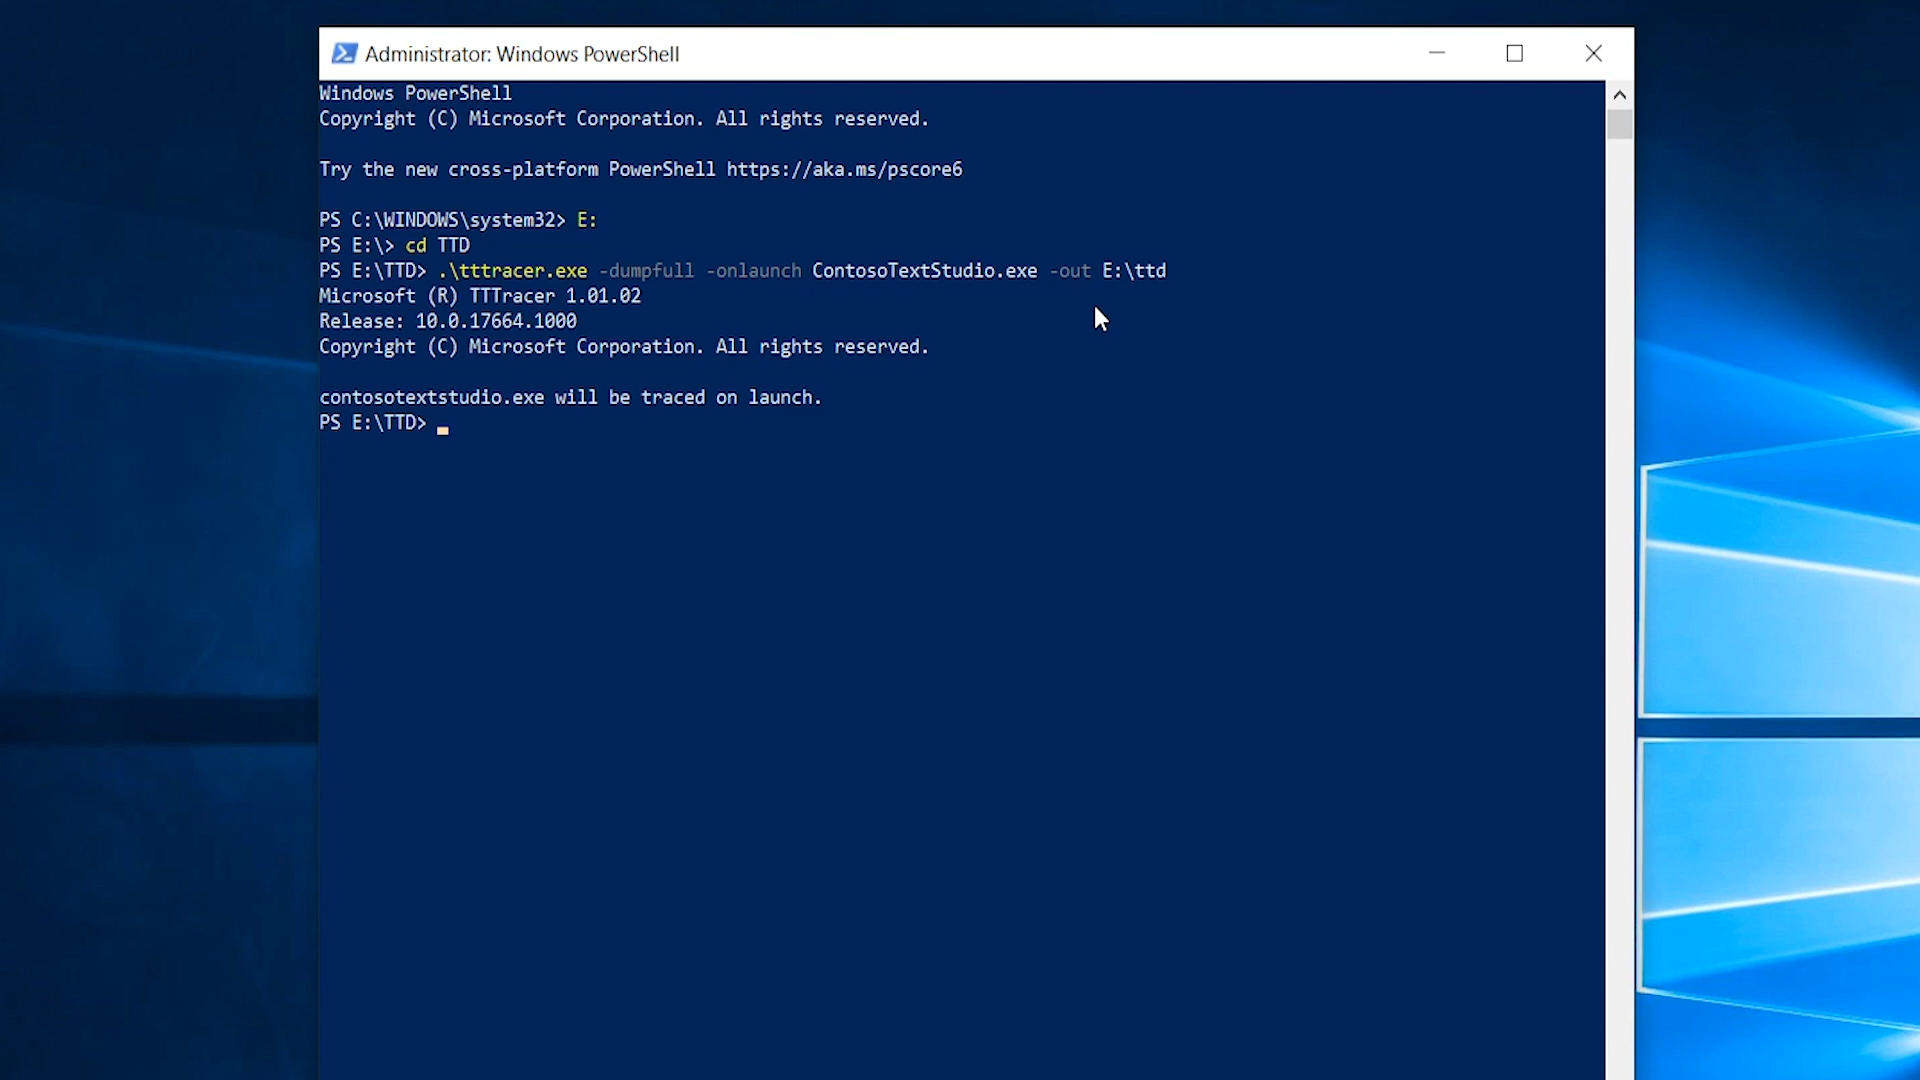 Administrator: Windows PowerShell
Windows PowerShell
Copyright (C) Microsoft Corporation. All rights reserved.
Try the new cross-platform PowerShell https://aka.ms/pscore6
PS C:\WINDOWS\system32> E:
PS E:\> cd TTD
PS E:\TTD> .\tttracer.exe -dumpfull -onlaunch ContosoTextStudio.exe -out E:\ttd
Microsoft (R) TTTracer 1.01.02
Release: 10.0.17664.1000
Copyright (C) Microsoft Corporation. All rights reserved.
contosotextstudio.exe will be traced on launch.
PS E:\TTD>